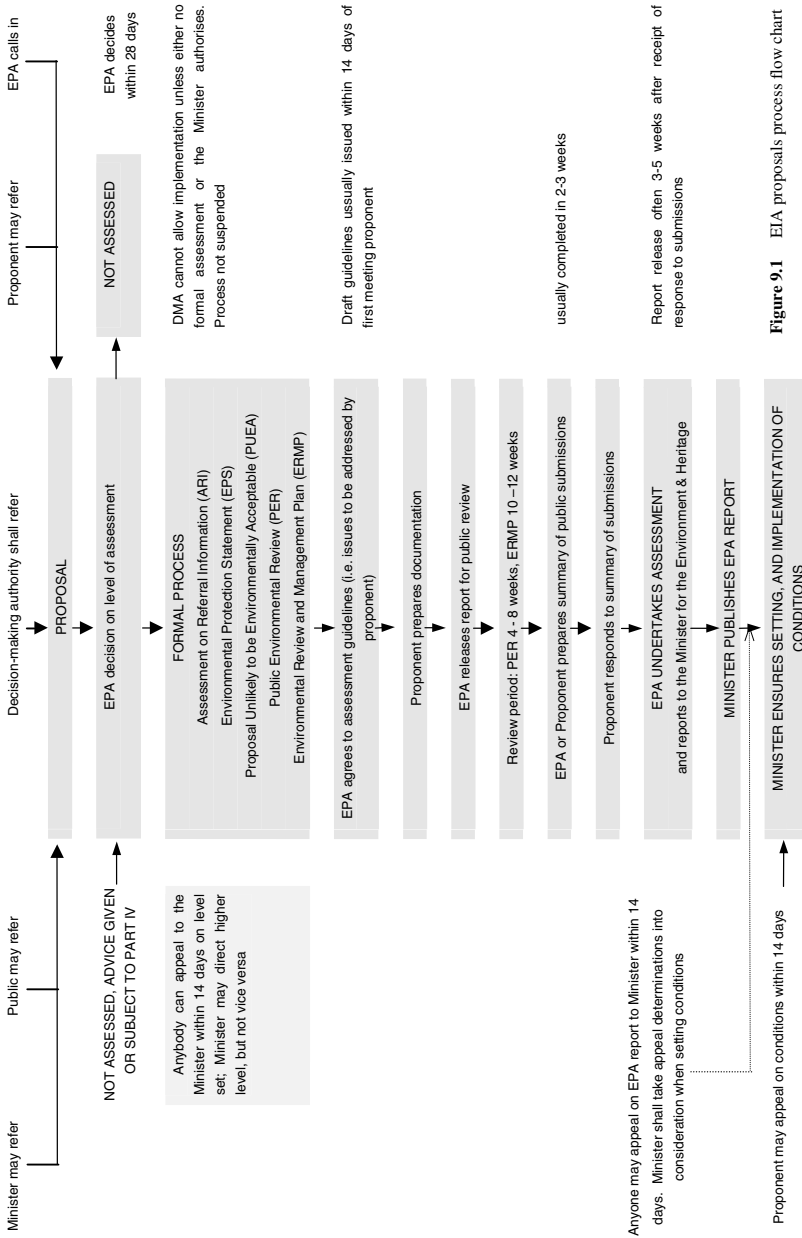 Minister may refer
Public may refer
Decision-making authority shall refer
Proponent may refer
EPA calls in
PROPOSAL
NOT ASSESSED, ADVICE GIVEN
OR SUBJECT TO PART IV
EPA decision on level of assessment
NOT ASSESSED
EPA decides
within 28 days
Anybody can appeal to the
Minister within 14 days on level
set; Minister may direct higher
level, but not vice versa
FORMAL PROCESS
Assessment on Referral Information (ARI)
Environmental Protection Statement (EPS)
Proposal Unlikely to be Environmentally Acceptable (PUEA)
Public Environmental Review (PER)
Environmental Review and Management Plan (ERMP)
DMA cannot allow implementation unless either no
formal assessment or the Minister authorises.
Process not suspended
EPA agrees to assessment guidelines (i.e. issues to be addressed by
proponent)
Draft guidelines ususally issued within 14 days of
first meeting proponent
Proponent prepares documentation
EPA releases report for public review
Review period: PER 4 - 8 weeks, ERMP 10 –12 weeks
EPA or Proponent prepares summary of public submissions
usually completed in 2-3 weeks
Proponent responds to summary of submissions
Anyone may appeal on EPA report to Minister within 14
days. Minister shall take appeal determinations into
consideration when setting conditions
EPA UNDERTAKES ASSESSMENT
and reports to the Minister for the Environment & Heritage
Report release often 3-5 weeks after receipt of
response to submissions
MINISTER PUBLISHES EPA REPORT
Proponent may appeal on conditions within 14 days
MINISTER ENSURES SETTING, AND IMPLEMENTATION OF
CONDITIONS
Figure 9.1 EIA proposals process flow chart